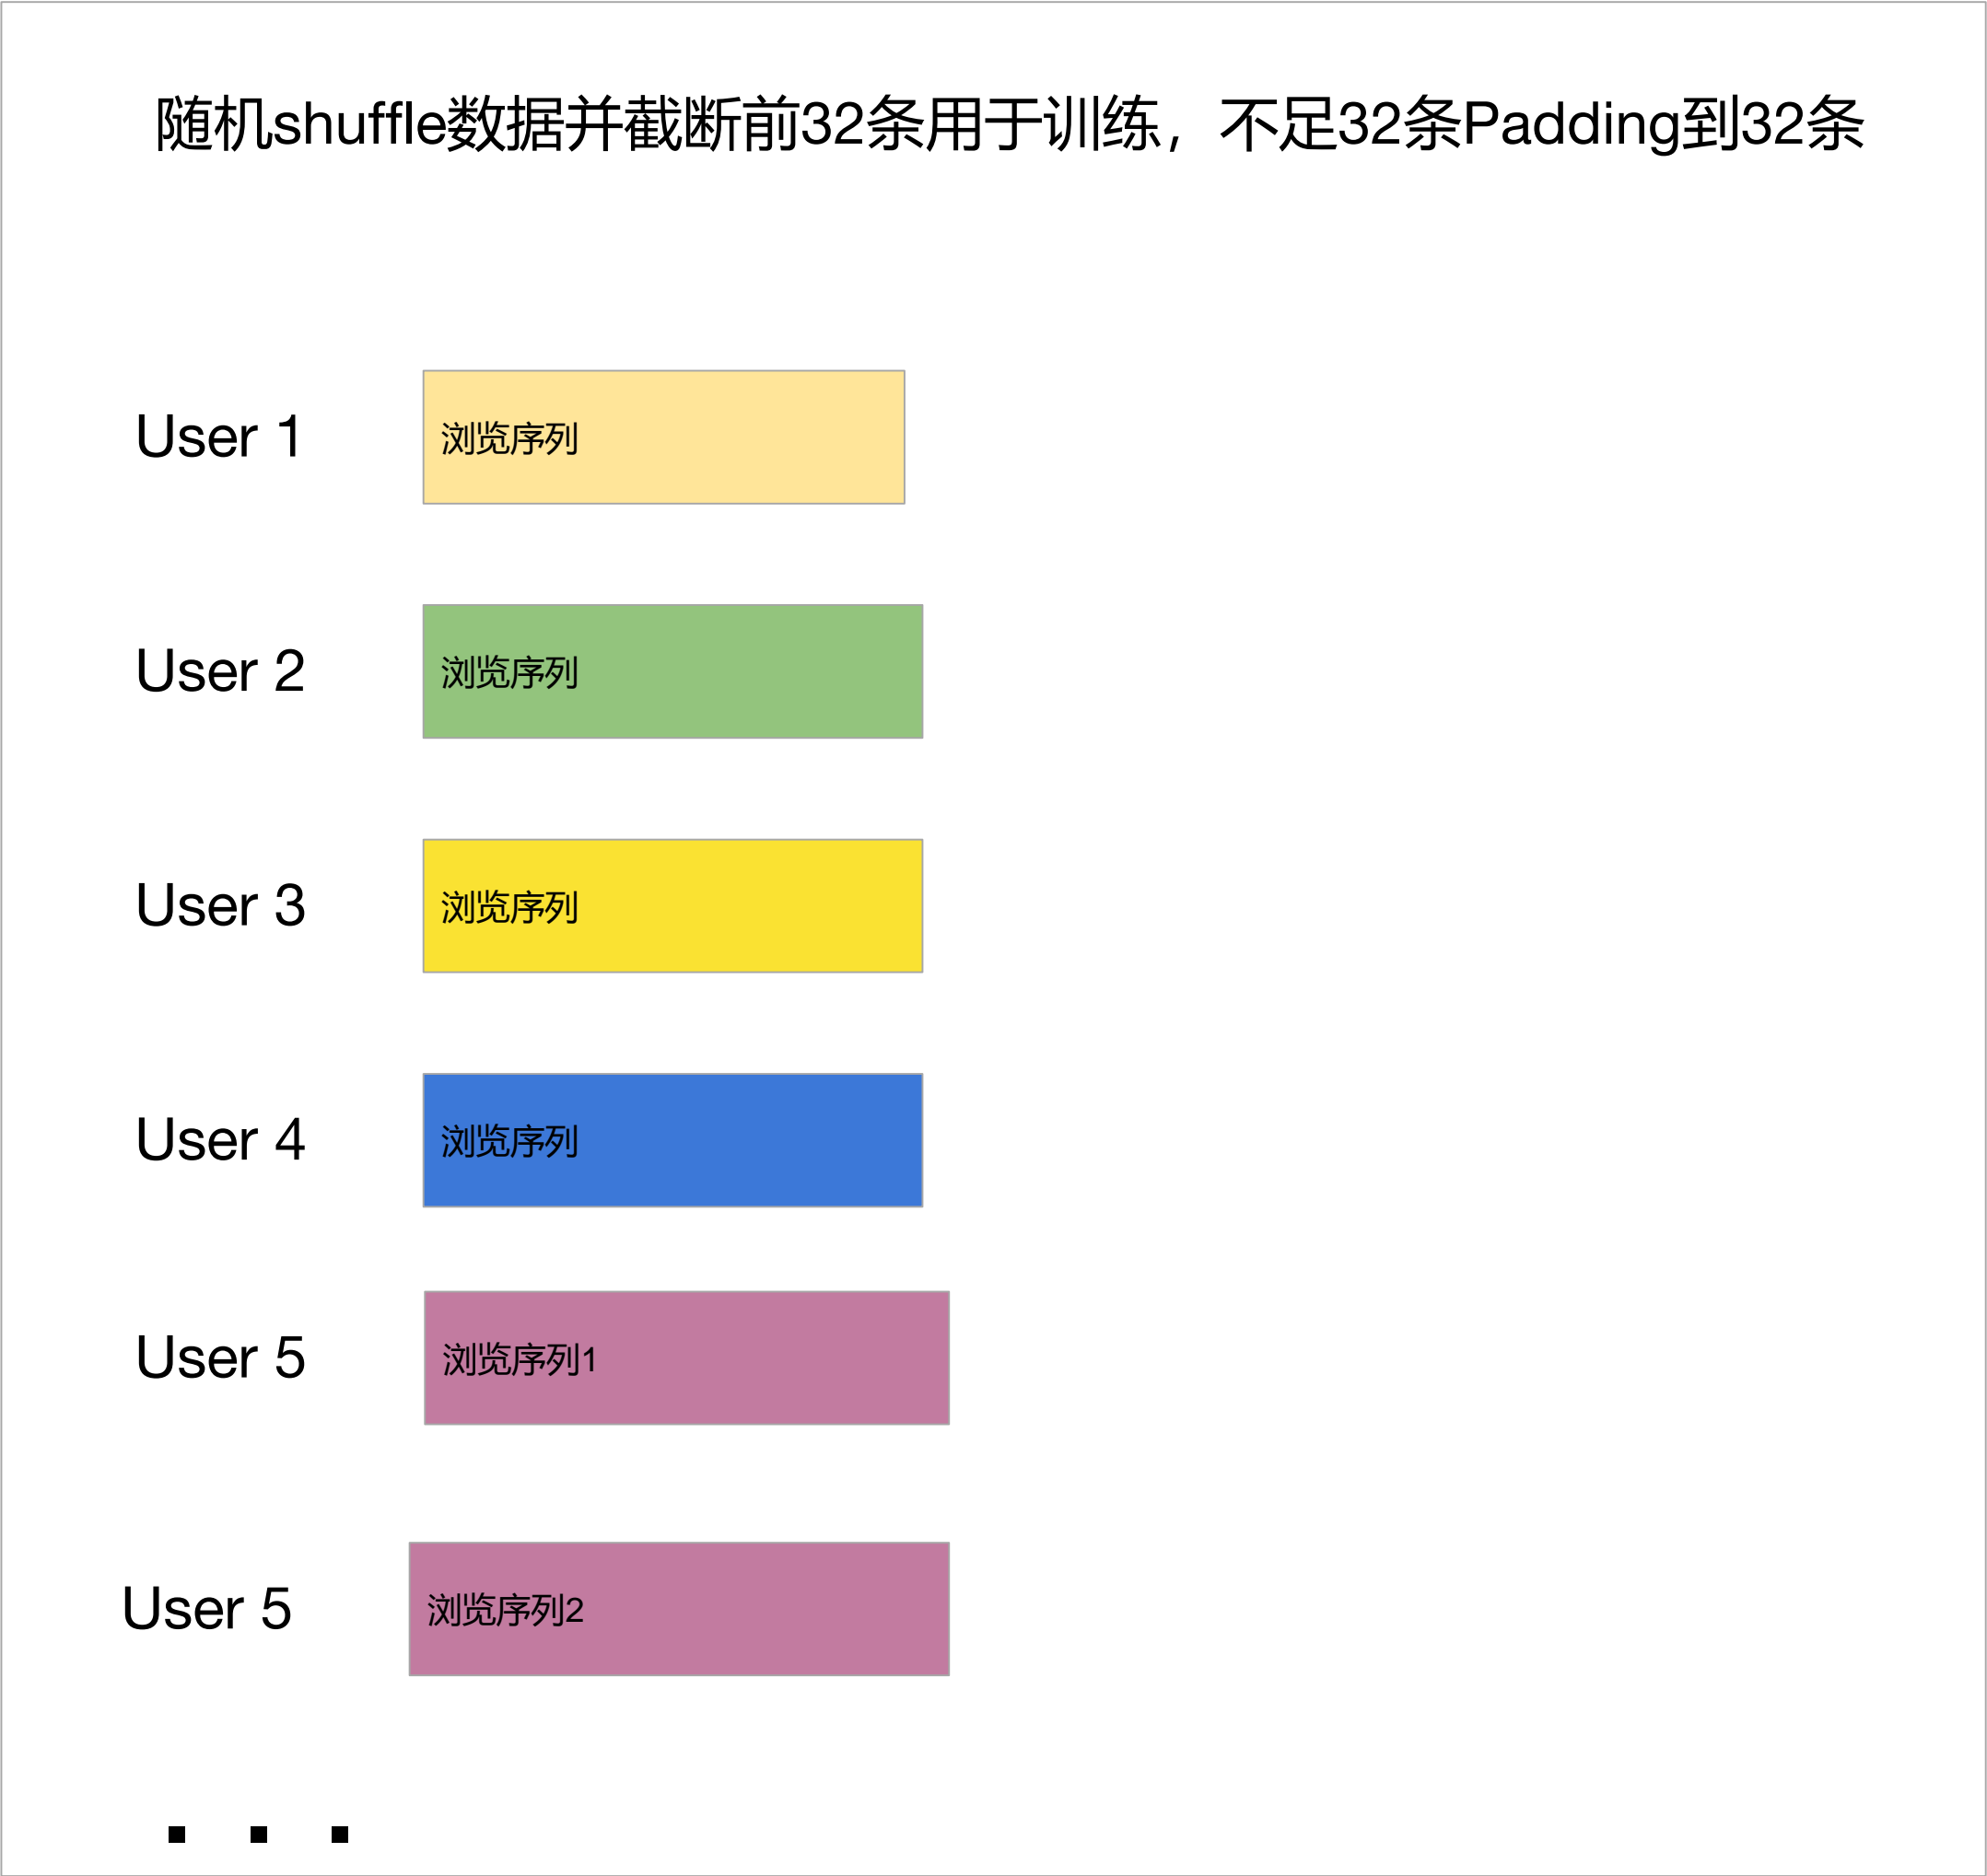 随机shuffle数据并截断前32条用于训练，不足32条Padding到32条
User 1
浏览序列
User 2
浏览序列
User 3
浏览序列
User 4
浏览序列
User 5
浏览序列1
User 5
浏览序列2
. . .